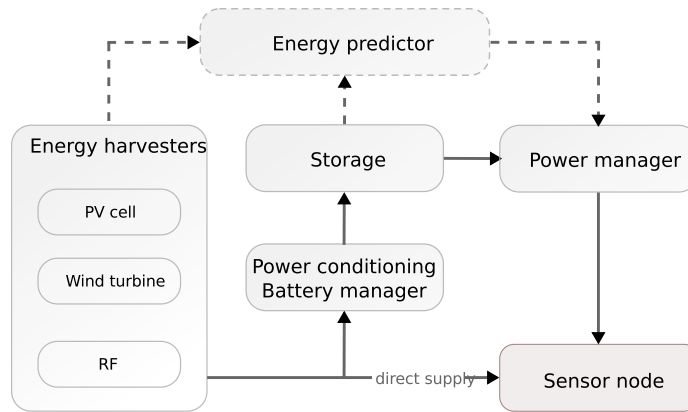 Energy predictor
Energy harvesters
Storage
Power manager
PV cell
Wind turbine
Power conditioning
Battery manager
RF
direct supply
Sensor node